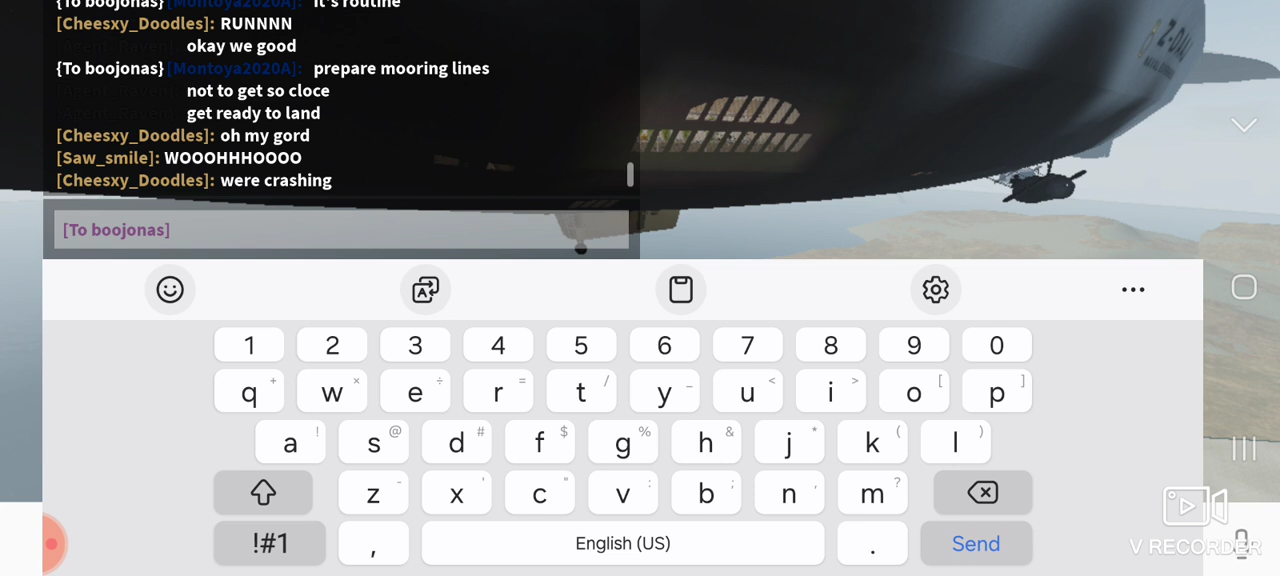 {To boojonas}[Montoya2020A]: It's routine
[Cheesxy_Doodles]: RUNNNN
okay we good
{To boojonas}[Montoya2020A]: prepare mooring lines
not to get so cloce
get ready to land
[Cheesxy_Doodles]: oh my gord
[Saw_smile]: WOOOHHHOOOO
[Cheesxy_Doodles]: were crashing
[To boojonas]
1 2 3 4 5 6 7 8 9 0
q + w × e ÷ r = t / y _ u < i > o [ p ]
a ! s @ d # f $ g % h & j * k ( l )
z - x ' c " v : b ; n , m ?
!#1 , English (US) . Send
V RECORDER